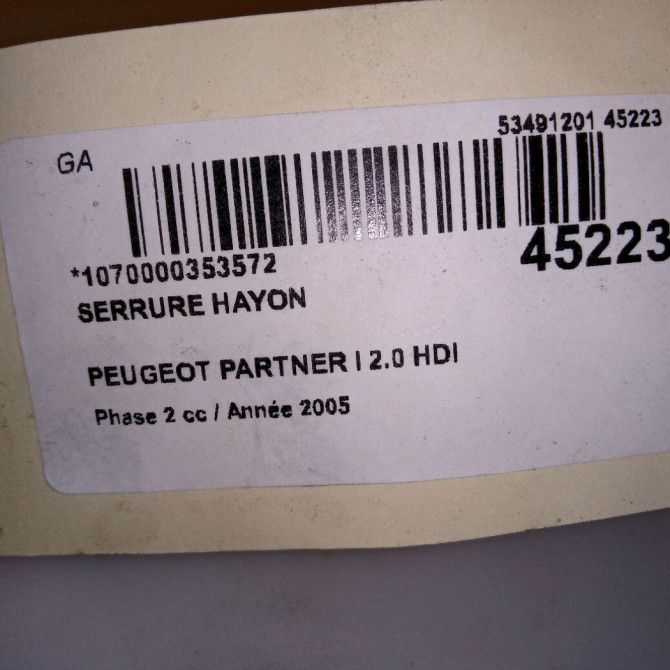 53491201 45223
GA
45223
*1070000353572
SERRURE HAYON
PEUGEOT PARTNER I 2.0 HDI
Phase 2 cc / Année 2005